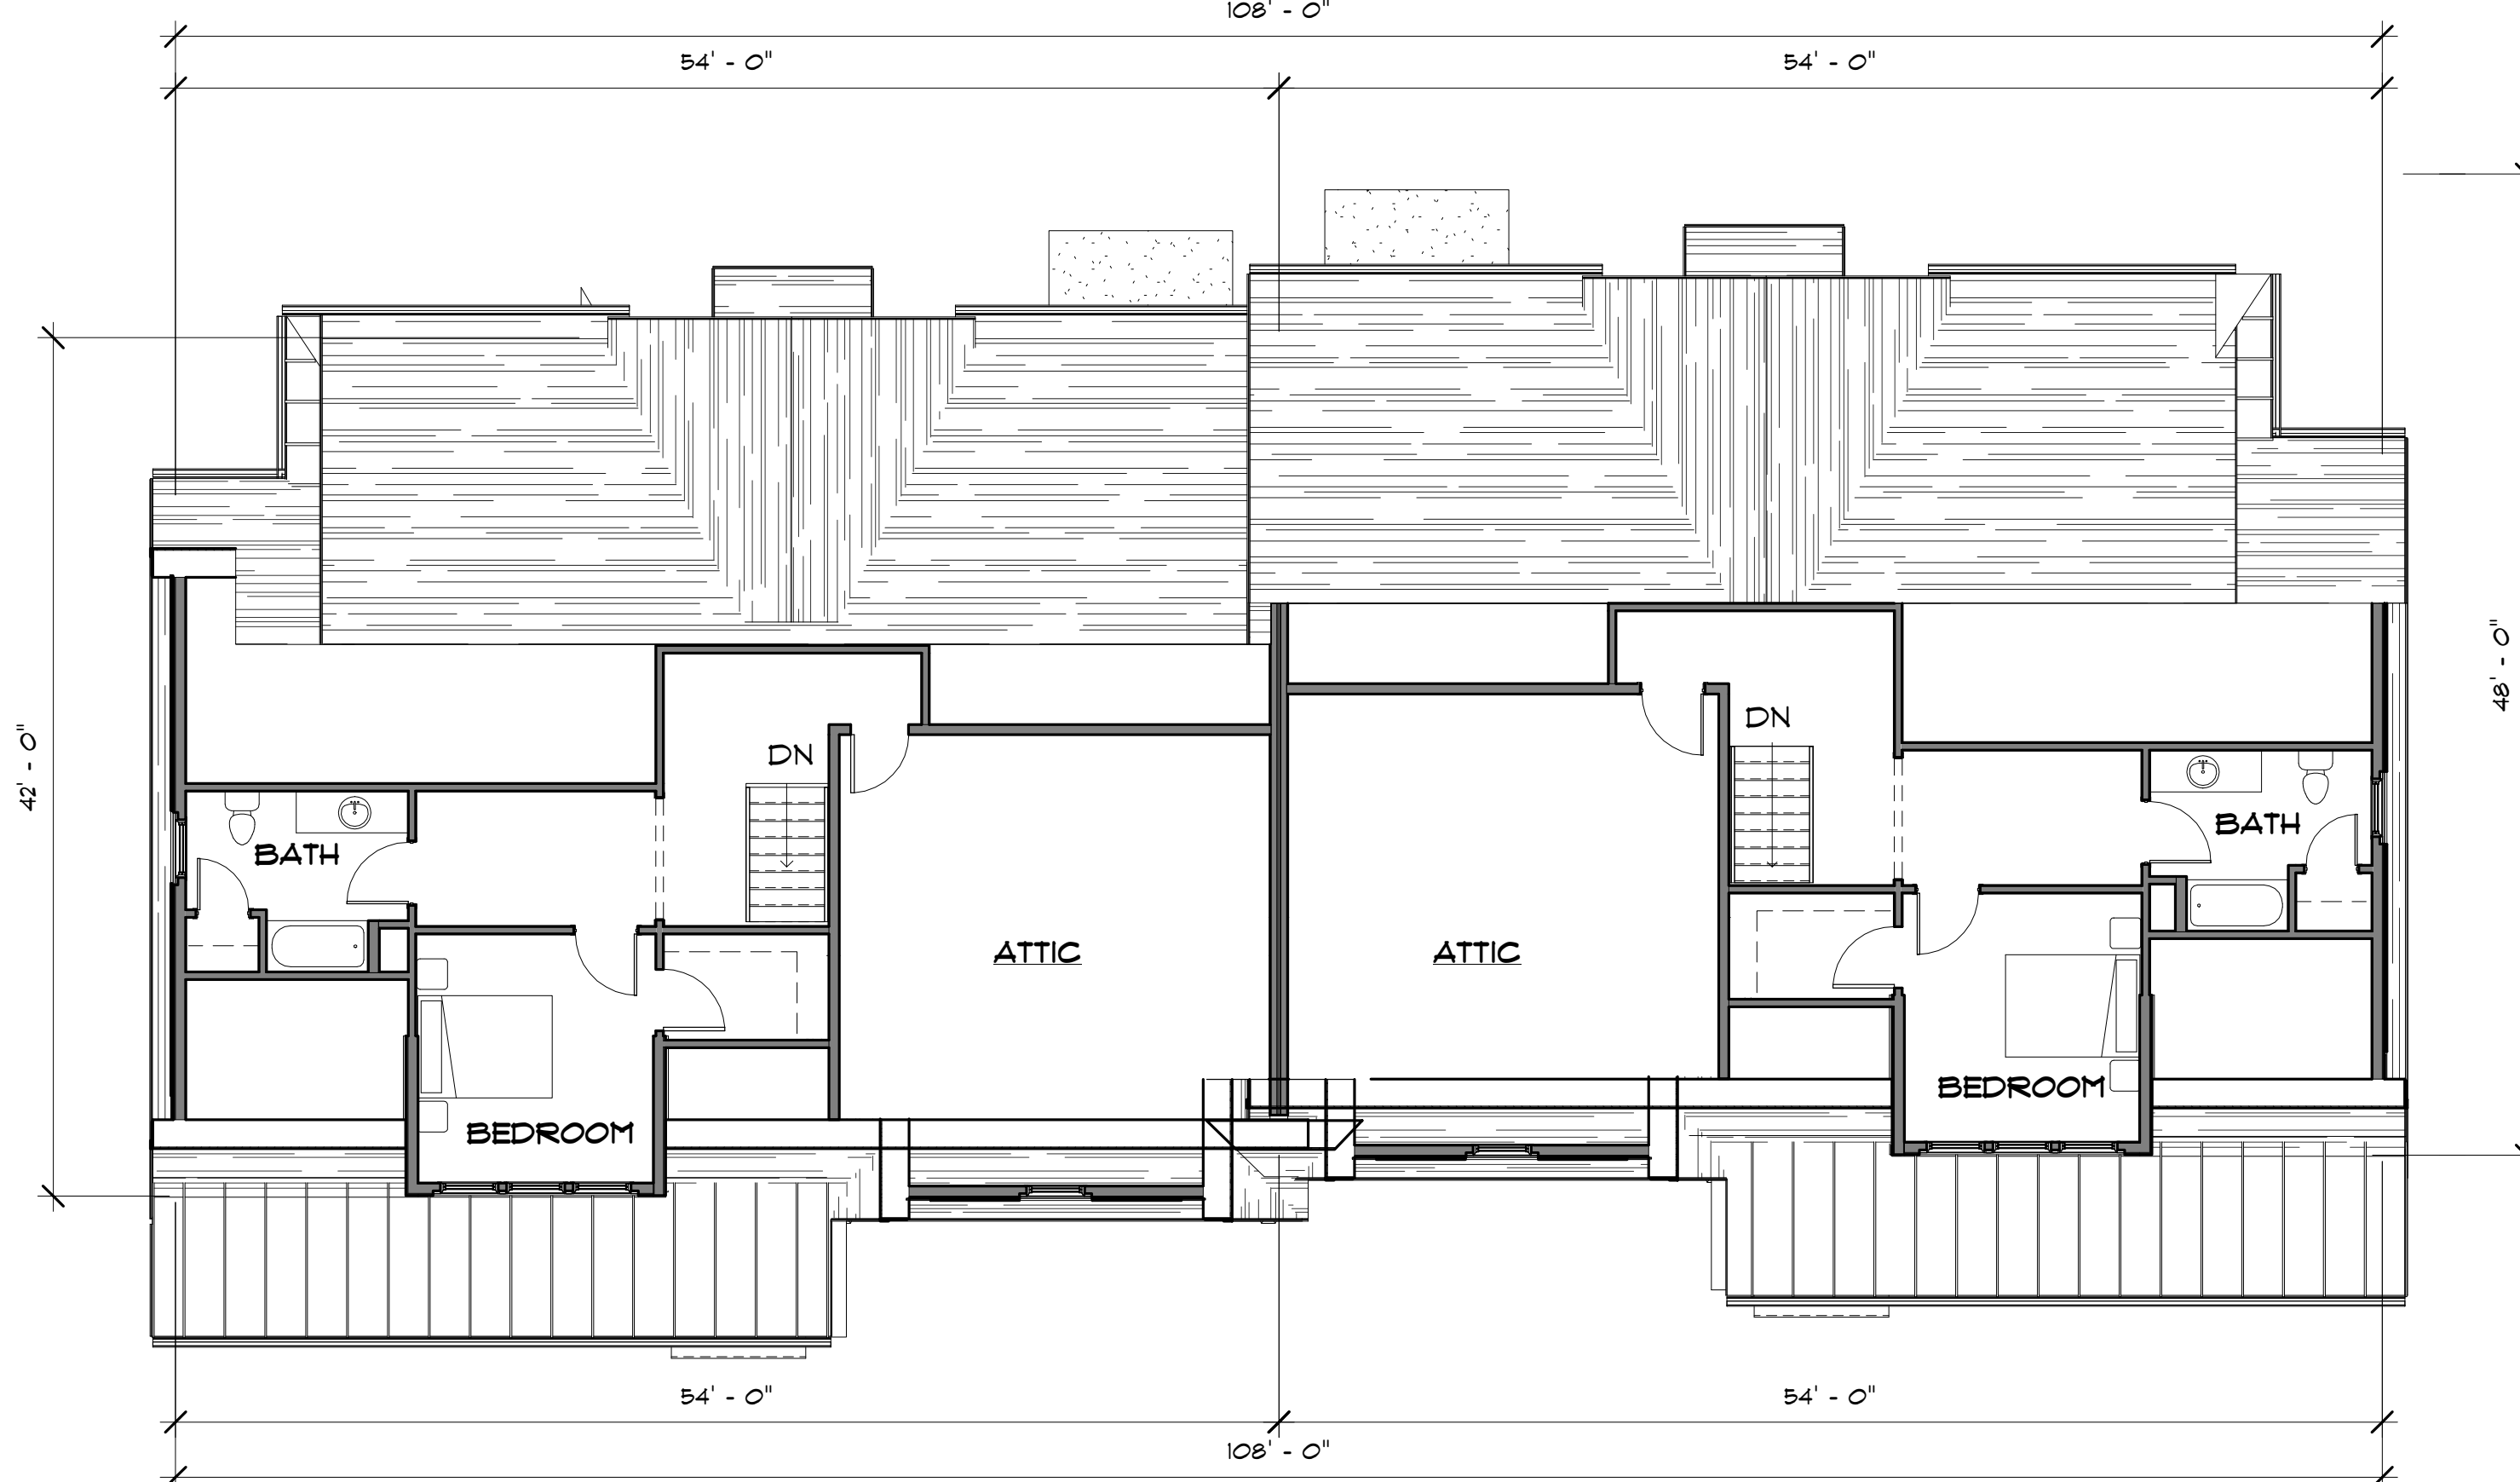 108' - 0"
54' - 0"
54' - 0"
48' - 0"
42' - 0"
DN
DN
BATH
BATH
ATTIC
ATTIC
BEDROOM
BEDROOM
54' - 0"
54' - 0"
108' - 0"